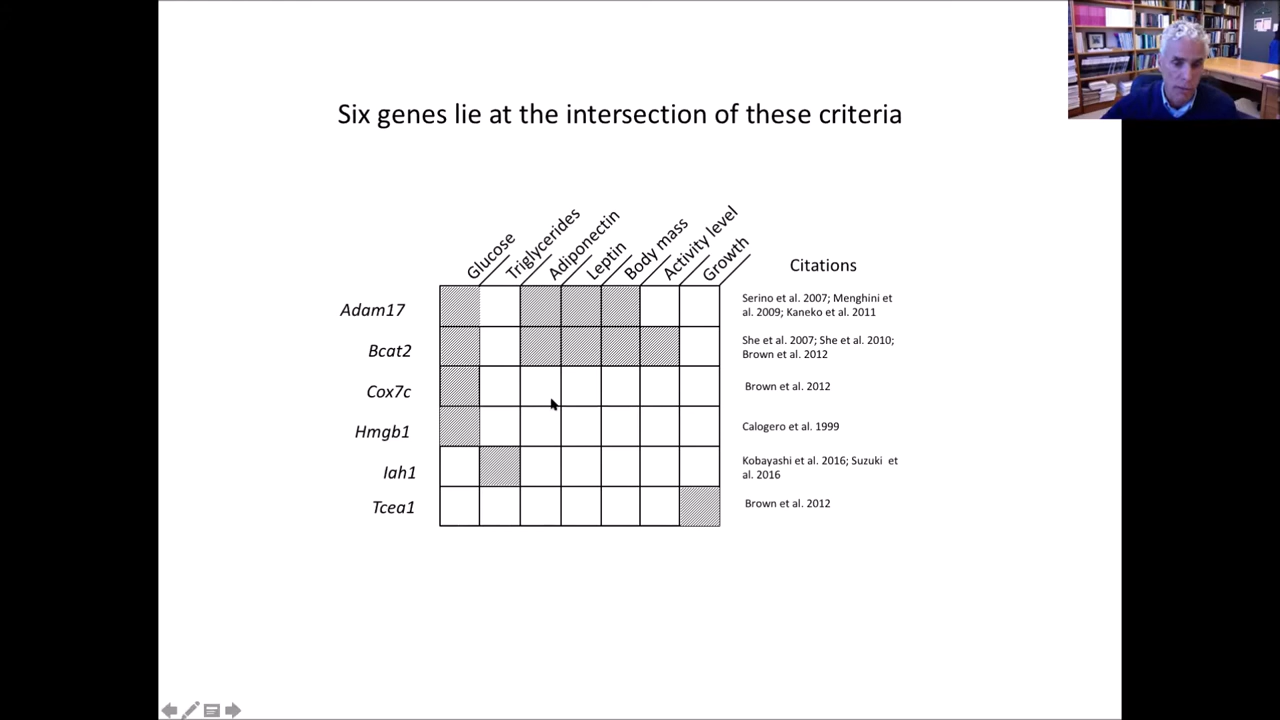 Six genes lie at the intersection of these criteria
Glucose
Triglycerides
Adiponectin
Leptin
Body mass
Activity level
Growth
Citations
Adam17
Serino et al. 2007; Menghini et
al. 2009; Kaneko et al. 2011
Bcat2
She et al. 2007; She et al. 2010;
Brown et al. 2012
Cox7c
Brown et al. 2012
Hmgb1
Calogero et al. 1999
Iah1
Kobayashi et al. 2016; Suzuki et
al. 2016
Tcea1
Brown et al. 2012